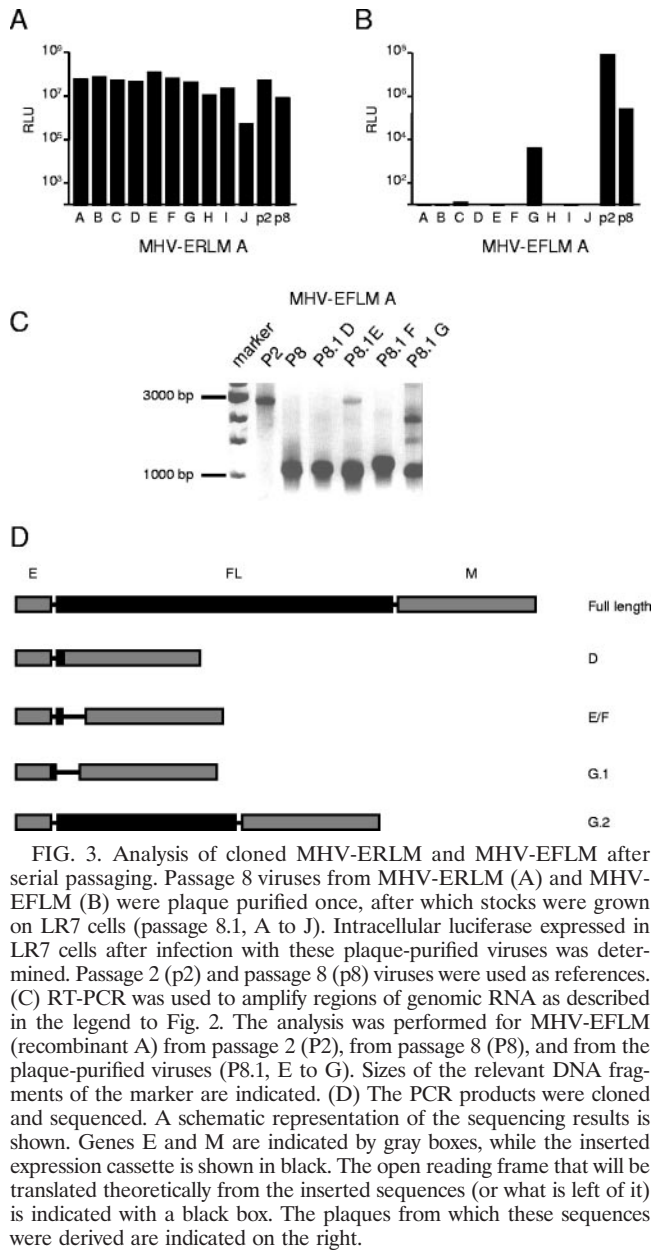 A
B
10⁹
10⁷
10⁵
10³
RLU
A B C D E F G H I J p2 p8
MHV-ERLM A
10⁸
10⁶
10⁴
10²
RLU
A B C D E F G H I J p2 p8
MHV-EFLM A
C
MHV-EFLM A
marker P2 P8 P8.1 D P8.1E P8.1 F P8.1 G
3000 bp
1000 bp
D
E FL M
Full length
D
E/F
G.1
G.2
FIG. 3. Analysis of cloned MHV-ERLM and MHV-EFLM after
serial passaging. Passage 8 viruses from MHV-ERLM (A) and MHV-
EFLM (B) were plaque purified once, after which stocks were grown
on LR7 cells (passage 8.1, A to J). Intracellular luciferase expressed in
LR7 cells after infection with these plaque-purified viruses was deter-
mined. Passage 2 (p2) and passage 8 (p8) viruses were used as references.
(C) RT-PCR was used to amplify regions of genomic RNA as described
in the legend to Fig. 2. The analysis was performed for MHV-EFLM
(recombinant A) from passage 2 (P2), from passage 8 (P8), and from the
plaque-purified viruses (P8.1, E to G). Sizes of the relevant DNA frag-
ments of the marker are indicated. (D) The PCR products were cloned
and sequenced. A schematic representation of the sequencing results is
shown. Genes E and M are indicated by gray boxes, while the inserted
expression cassette is shown in black. The open reading frame that will be
translated theoretically from the inserted sequences (or what is left of it)
is indicated with a black box. The plaques from which these sequences
were derived are indicated on the right.